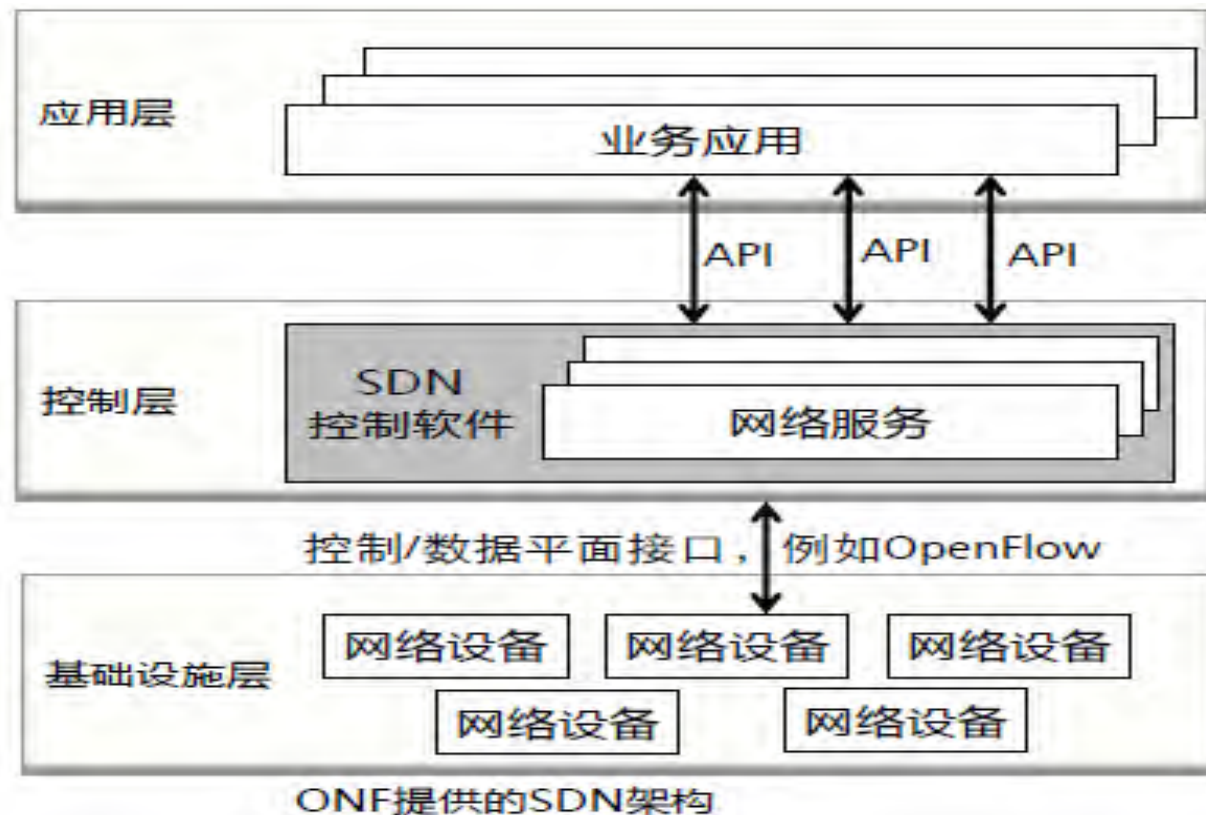 应用层
业务应用
API
API
API
控制层
SDN
控制软件
网络服务
控制/数据平面接口，例如OpenFlow
基础设施层
网络设备
网络设备
网络设备
网络设备
网络设备
ONF提供的SDN架构